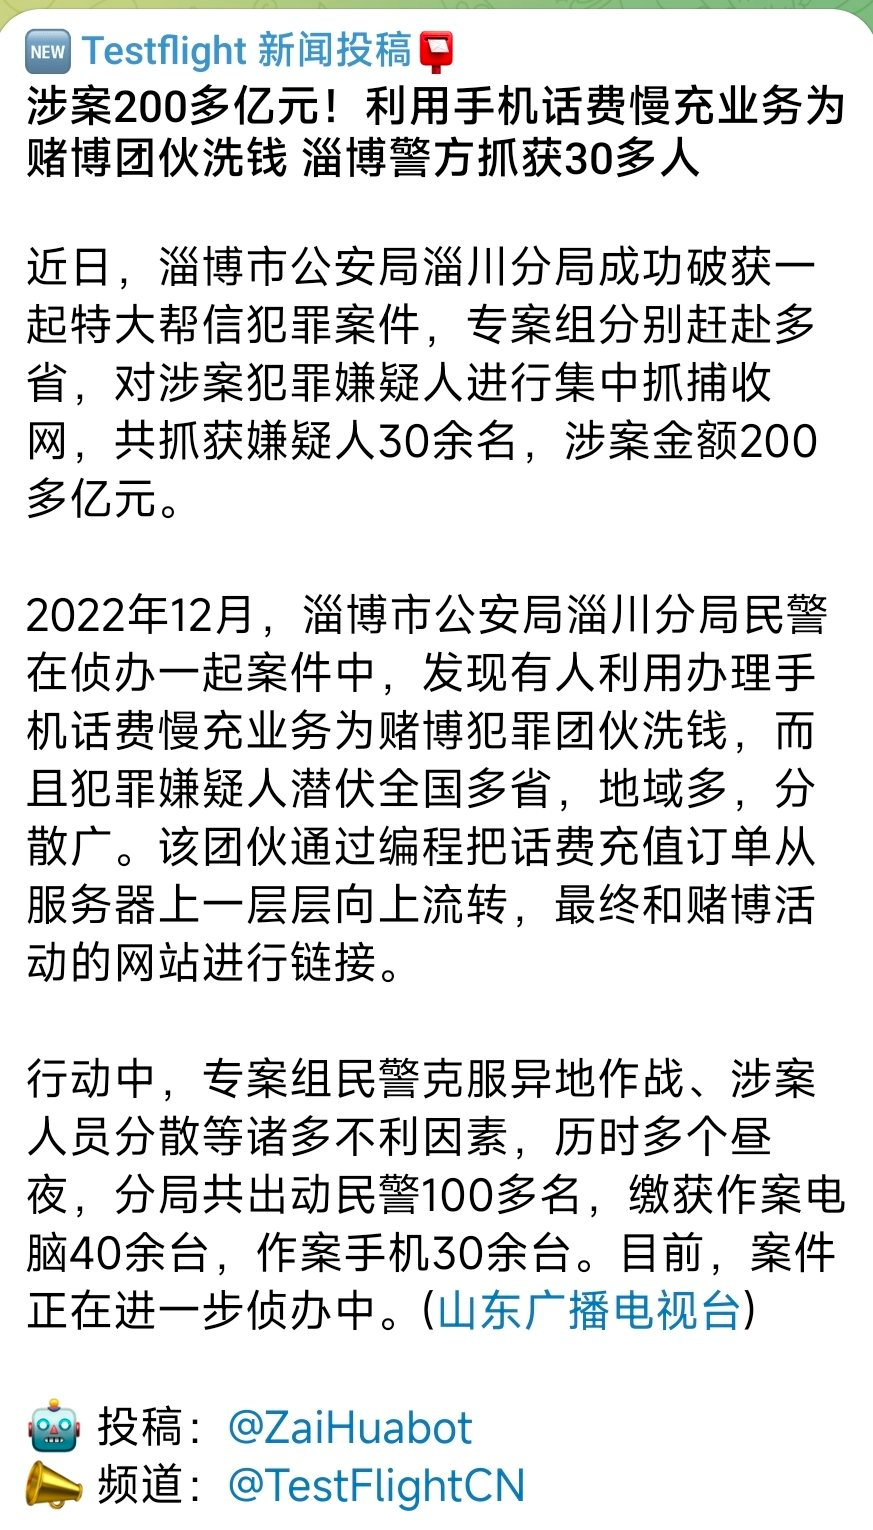 NEW Testflight 新闻投稿
涉案200多亿元！利用手机话费慢充业务为
赌博团伙洗钱 淄博警方抓获30多人
近日，淄博市公安局淄川分局成功破获一
起特大帮信犯罪案件，专案组分别赶赴多
省，对涉案犯罪嫌疑人进行集中抓捕收
网，共抓获嫌疑人30余名，涉案金额200
多亿元。
2022年12月，淄博市公安局淄川分局民警
在侦办一起案件中，发现有人利用办理手
机话费慢充业务为赌博犯罪团伙洗钱，而
且犯罪嫌疑人潜伏全国多省，地域多，分
散广。该团伙通过编程把话费充值订单从
服务器上一层层向上流转，最终和赌博活
动的网站进行链接。
行动中，专案组民警克服异地作战、涉案
人员分散等诸多不利因素，历时多个昼
夜，分局共出动民警100多名，缴获作案电
脑40余台，作案手机30余台。目前，案件
正在进一步侦办中。(山东广播电视台)
投稿：@ZaiHuabot
频道：@TestFlightCN